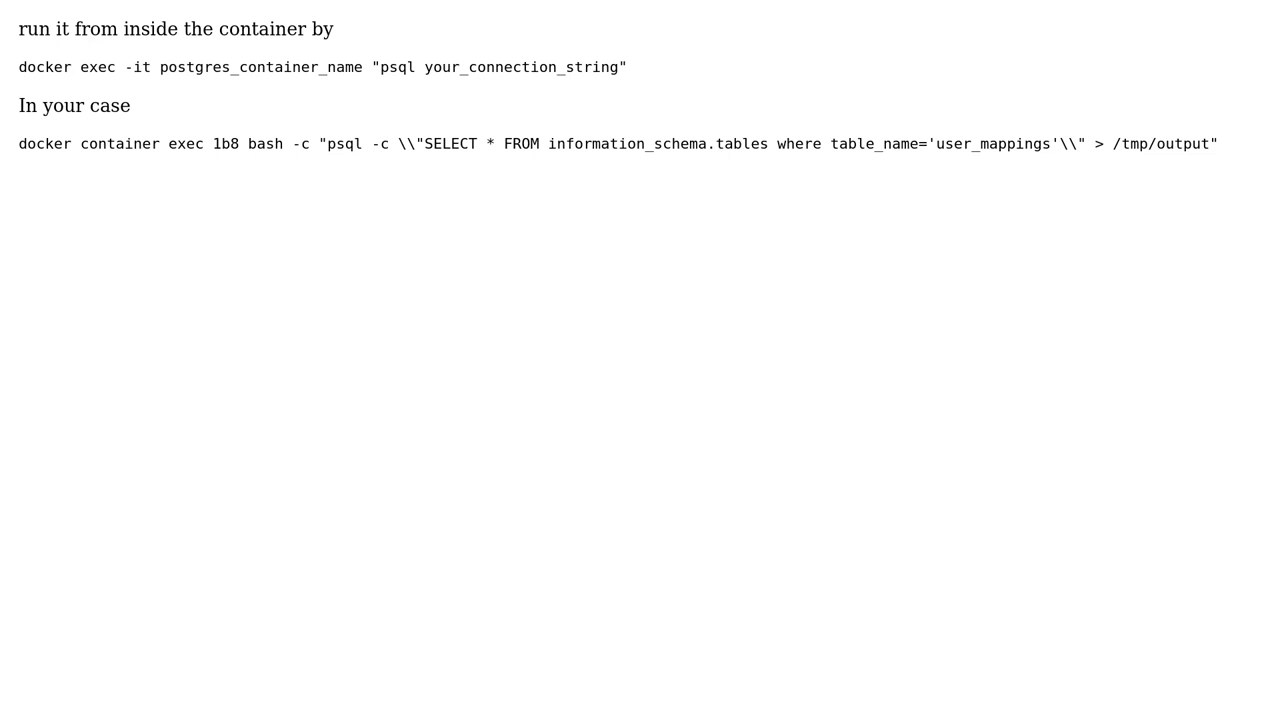 run it from inside the container by
docker exec -it postgres_container_name "psql your_connection_string"
In your case
docker container exec 1b8 bash -c "psql -c \\"SELECT * FROM information_schema.tables where table_name='user_mappings'\\" > /tmp/output"